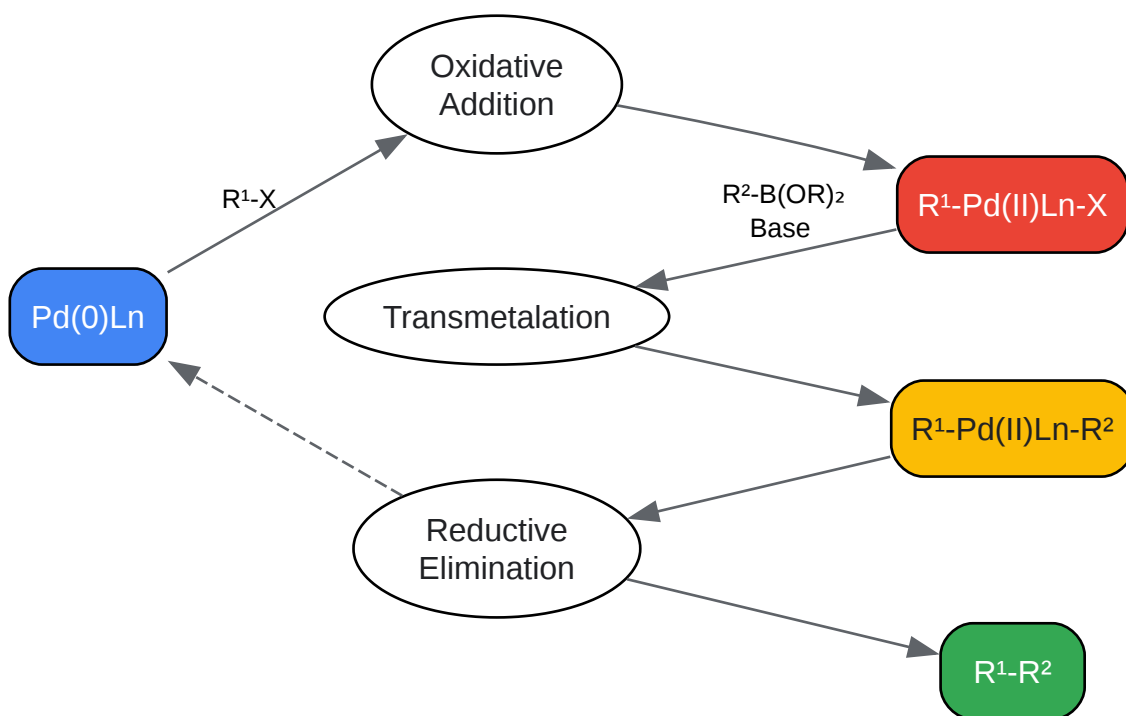 Oxidative
Addition
R¹-X
R²-B(OR)₂
Base
R¹-Pd(II)Ln-X
Pd(0)Ln
Transmetalation
R¹-Pd(II)Ln-R²
Reductive
Elimination
R¹-R²